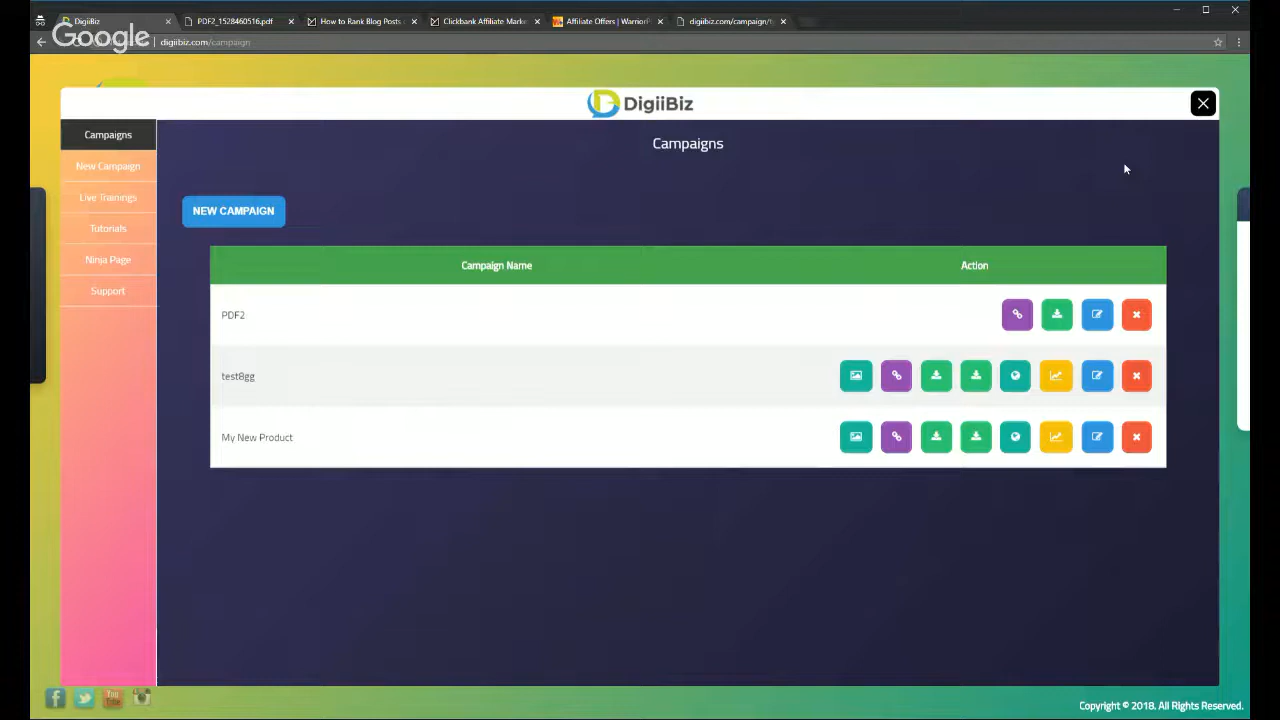 DigiiBiz
PDF2_1528460516.pdf
How to Rank Blog Posts
Clickbank Affiliate Marke
Affiliate Offers | WarriorP
digiibiz.com/campaign/
Google
digiibiz.com/campaign
DigiiBiz
Campaigns
New Campaign
Live Trainings
Tutorials
Ninja Page
Support
Campaigns
NEW CAMPAIGN
Campaign Name
Action
PDF2
test8gg
My New Product
You
Copyright © 2018. All Rights Reserved.